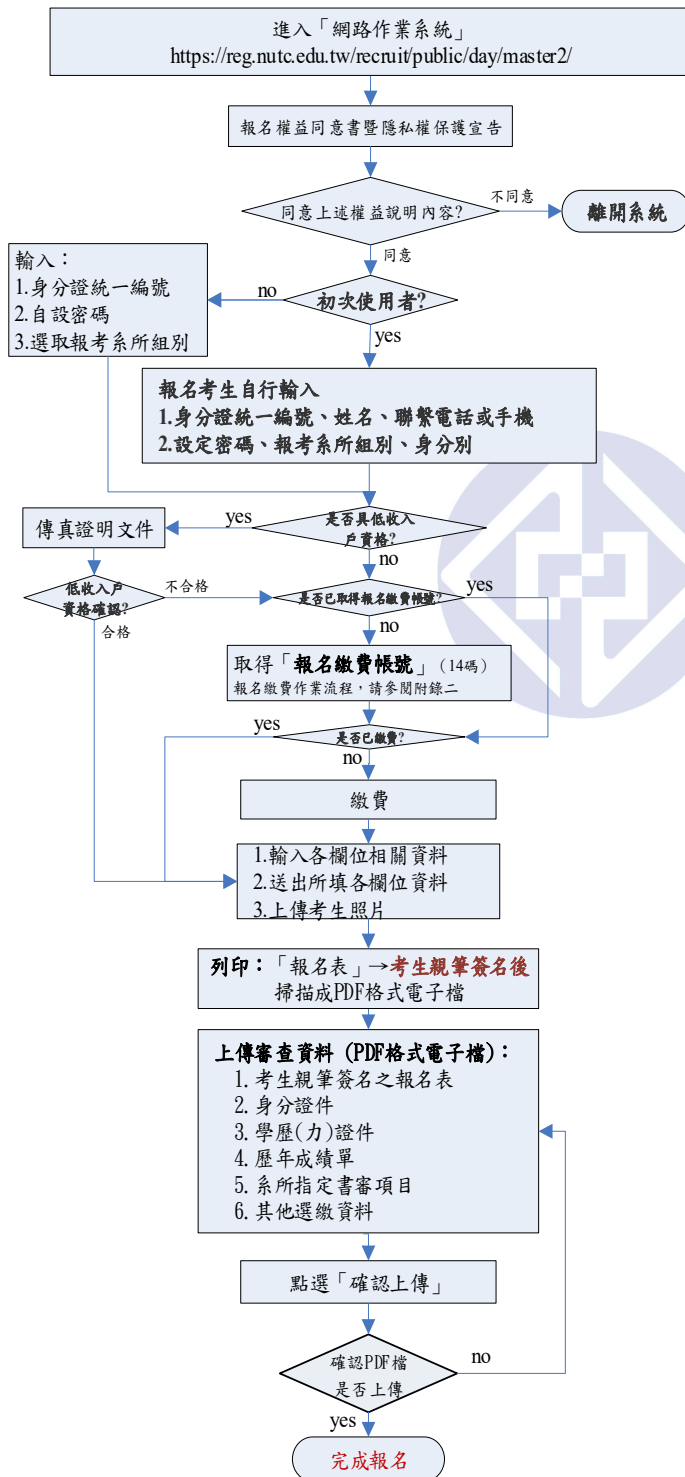 進入「網路作業系統」
https://reg.nutc.edu.tw/recruit/public/day/master2/
報名權益同意書暨隱私權保護宣告
同意上述權益說明內容?
不同意
離開系統
同意
初次使用者?
no
yes
輸入：
1.身分證統一編號
2.自設密碼
3.選取報考系所組別
報名考生自行輸入
1.身分證統一編號、姓名、聯繫電話或手機
2.設定密碼、報考系所組別、身分別
是否具低收入
戶資格?
yes
no
傳真證明文件
低收入戶
資格確認?
不合格
合格
是否已取得報名繳費帳號?
yes
no
取得「報名繳費帳號」（14碼）
報名繳費作業流程，請參閱附錄二
是否已繳費?
yes
no
繳費
1.輸入各欄位相關資料
2.送出所填各欄位資料
3.上傳考生照片
列印：「報名表」→考生親筆簽名後
掃描成PDF格式電子檔
上傳審查資料 (PDF格式電子檔)：
1. 考生親筆簽名之報名表
2. 身分證件
3. 學歷(力)證件
4. 歷年成績單
5. 系所指定書審項目
6. 其他選繳資料
點選「確認上傳」
確認PDF檔
是否上傳
no
yes
完成報名